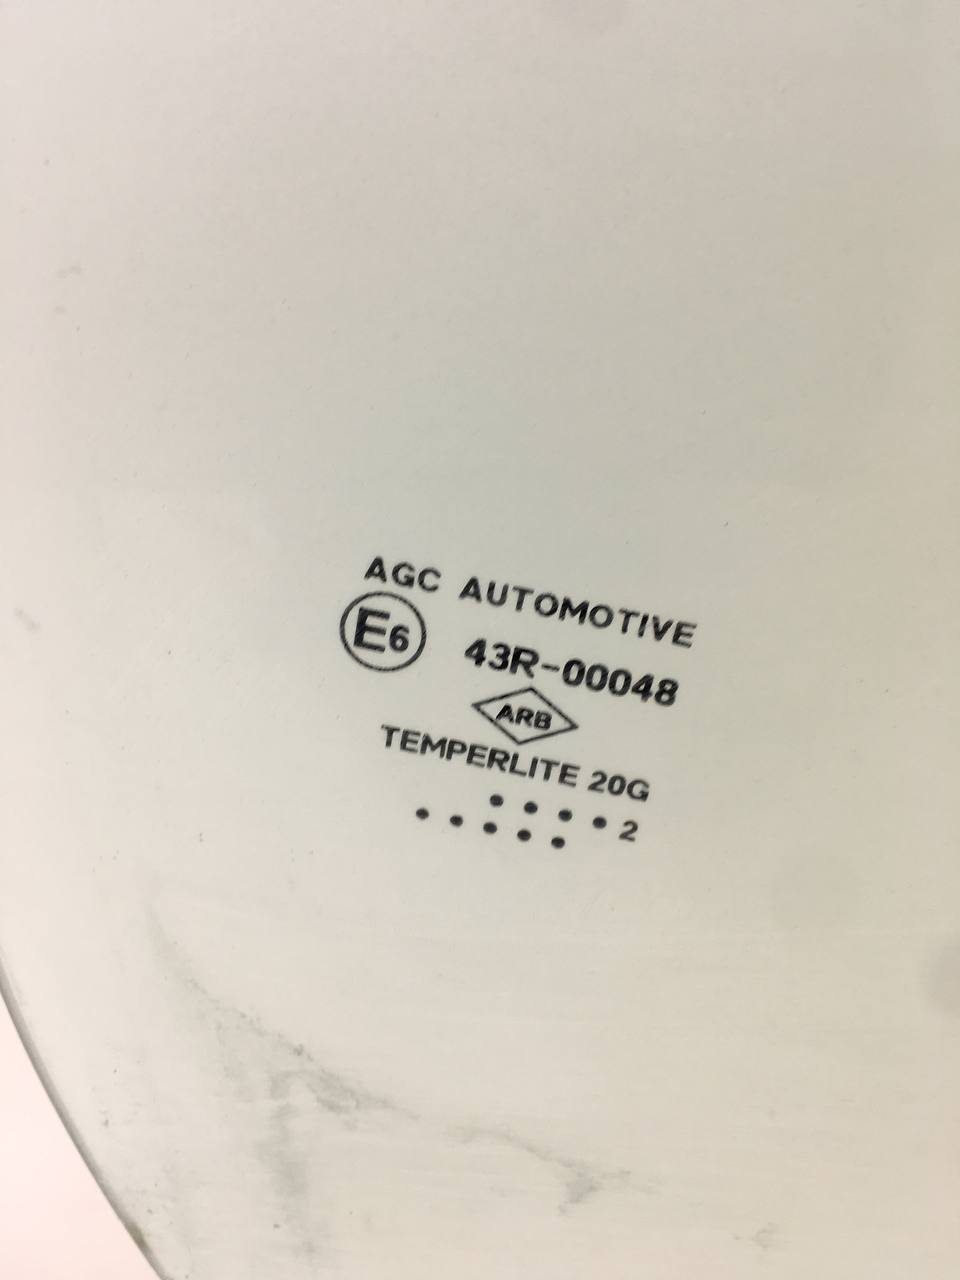 AGC AUTOMOTIVE
E6 43R-00048
ARB
TEMPERLITE 20G
2